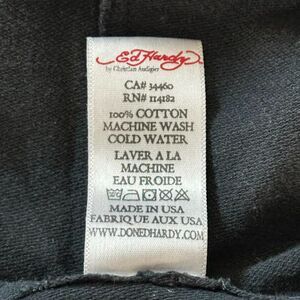 Ed Hardy
by Christian Audigier
CA# 34460
RN# 114182
100% COTTON
MACHINE WASH
COLD WATER
LAVER A LA
MACHINE
EAU FROIDE
MADE IN USA
FABRIQUE AUX USA
WWW.DONEDHARDY.COM